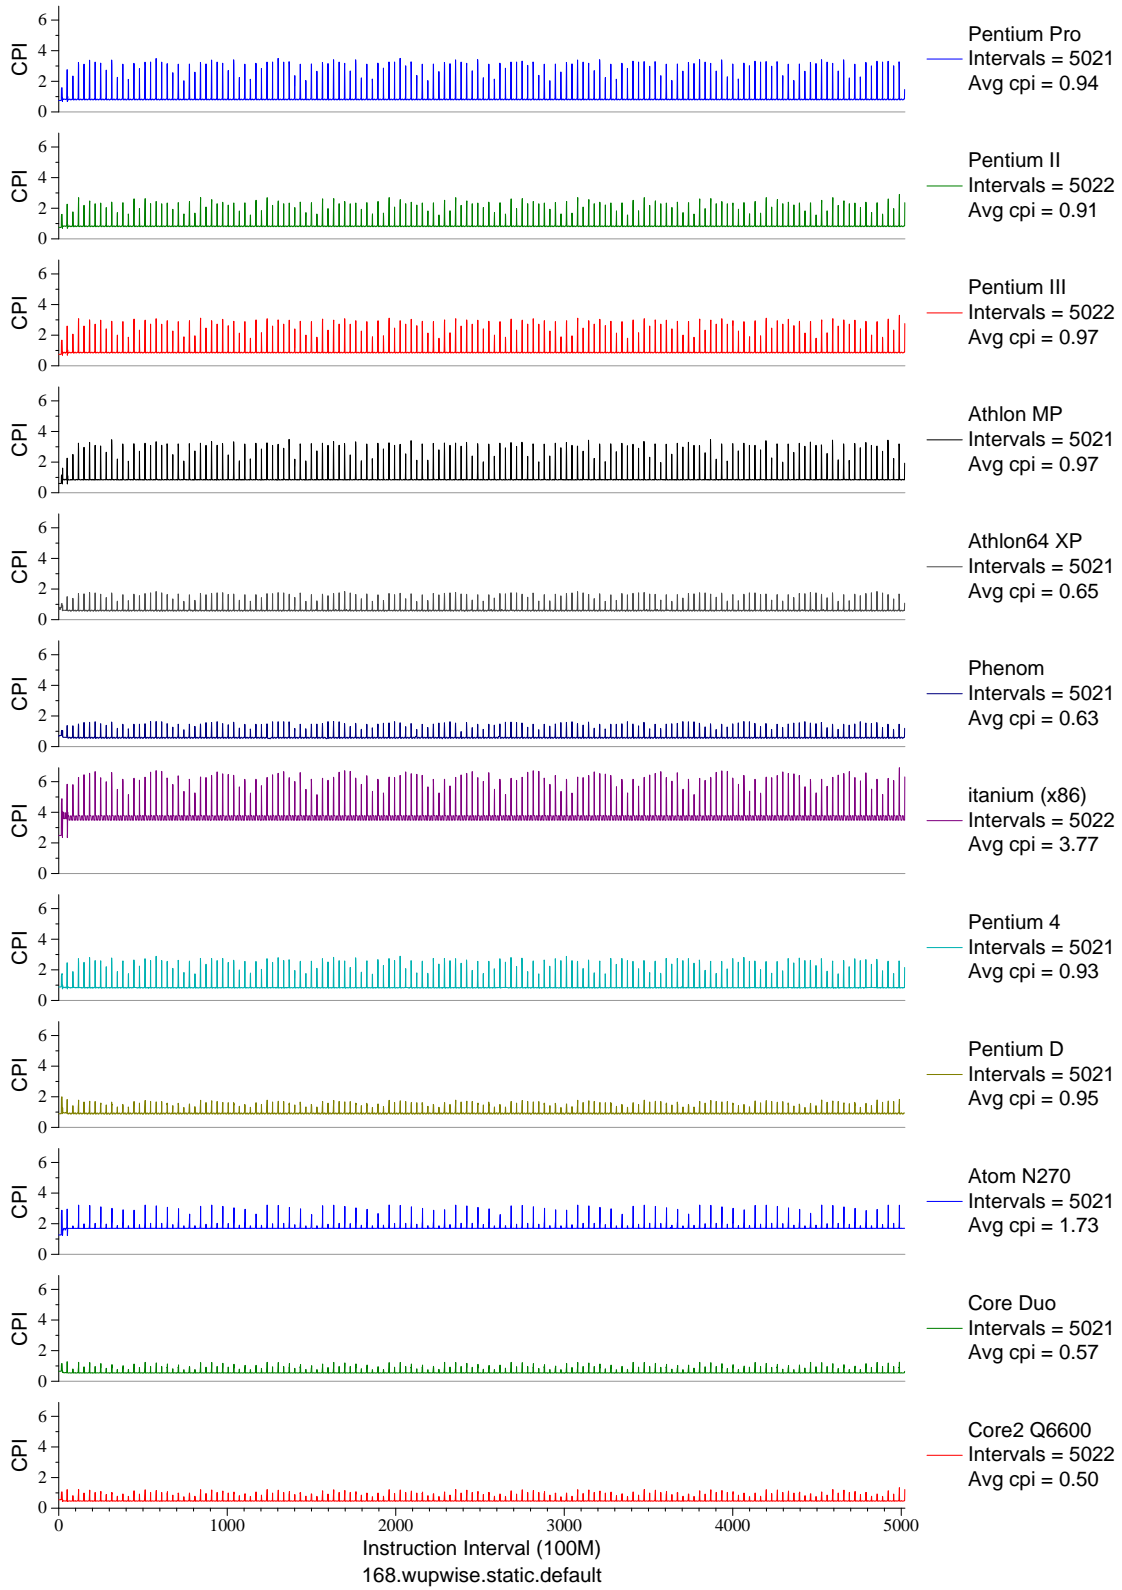 6
4
2
0
CPI
Pentium Pro
Intervals = 5021
Avg cpi = 0.94
6
4
2
0
CPI
Pentium II
Intervals = 5022
Avg cpi = 0.91
6
4
2
0
CPI
Pentium III
Intervals = 5022
Avg cpi = 0.97
6
4
2
0
CPI
Athlon MP
Intervals = 5021
Avg cpi = 0.97
6
4
2
0
CPI
Athlon64 XP
Intervals = 5021
Avg cpi = 0.65
6
4
2
0
CPI
Phenom
Intervals = 5021
Avg cpi = 0.63
6
4
2
0
CPI
itanium (x86)
Intervals = 5022
Avg cpi = 3.77
6
4
2
0
CPI
Pentium 4
Intervals = 5021
Avg cpi = 0.93
6
4
2
0
CPI
Pentium D
Intervals = 5021
Avg cpi = 0.95
6
4
2
0
CPI
Atom N270
Intervals = 5021
Avg cpi = 1.73
6
4
2
0
CPI
Core Duo
Intervals = 5021
Avg cpi = 0.57
6
4
2
0
CPI
Core2 Q6600
Intervals = 5022
Avg cpi = 0.50
0 1000 2000 3000 4000 5000
Instruction Interval (100M)
168.wupwise.static.default